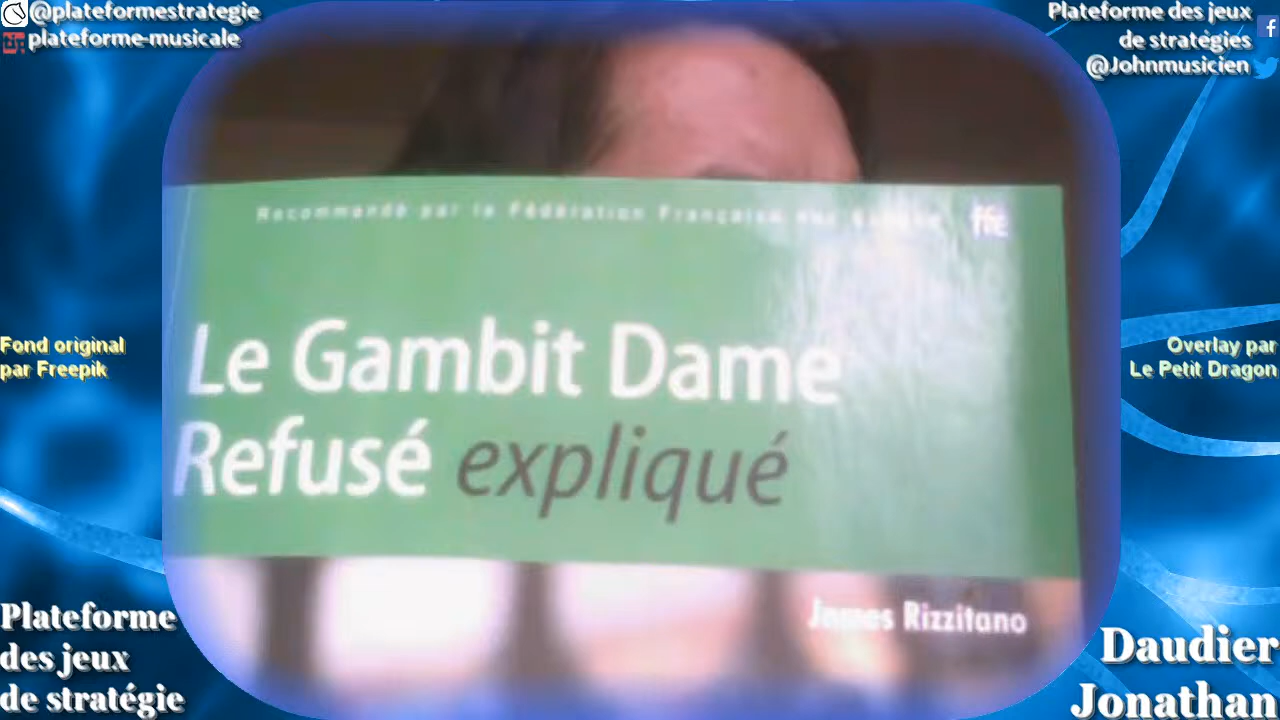 @plateformestrategie
plateforme-musicale
Plateforme des jeux
de stratégies
@Johnmusicien
Recommandé par la Fédération Française des Echecs ffe
Le Gambit Dame
Refusé expliqué
James Rizzitano
Fond original
par Freepik
Overlay par
Le Petit Dragon
Plateforme
des jeux
de stratégie
Daudier
Jonathan